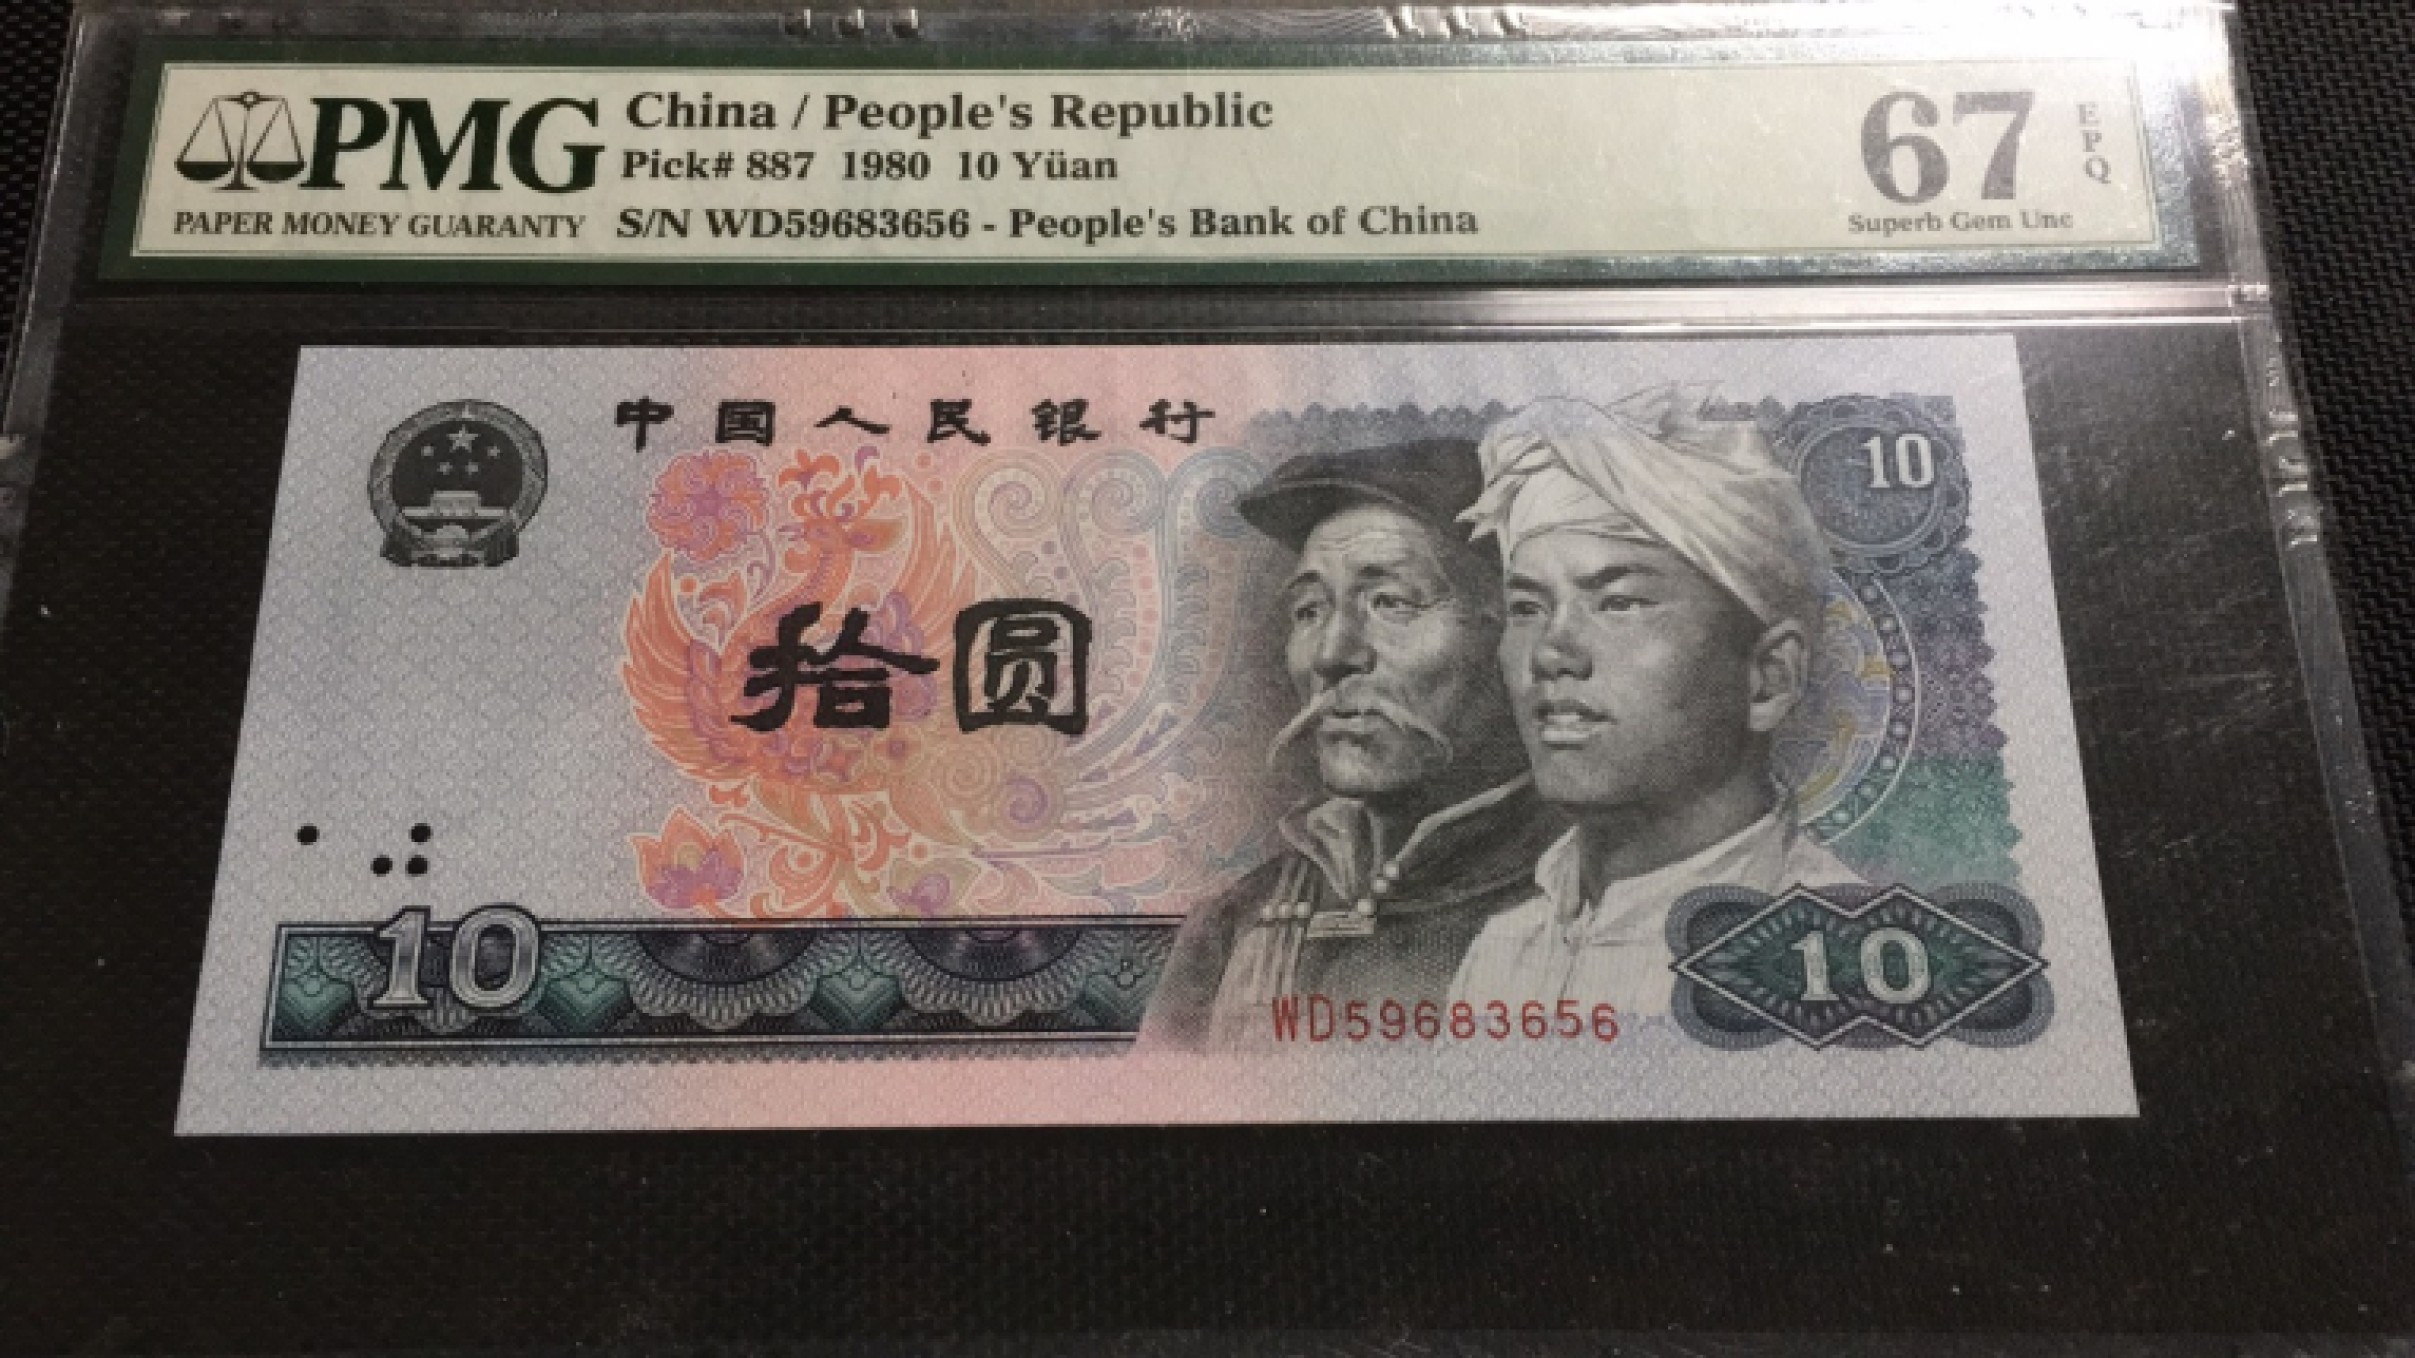 PMG
PAPER MONEY GUARANTY
China / People's Republic
Pick# 887 1980 10 Yüan
S/N WD59683656 - People's Bank of China
67
EPQ
Superb Gem Unc
中国人民银行
10
拾圆
10
10
WD59683656